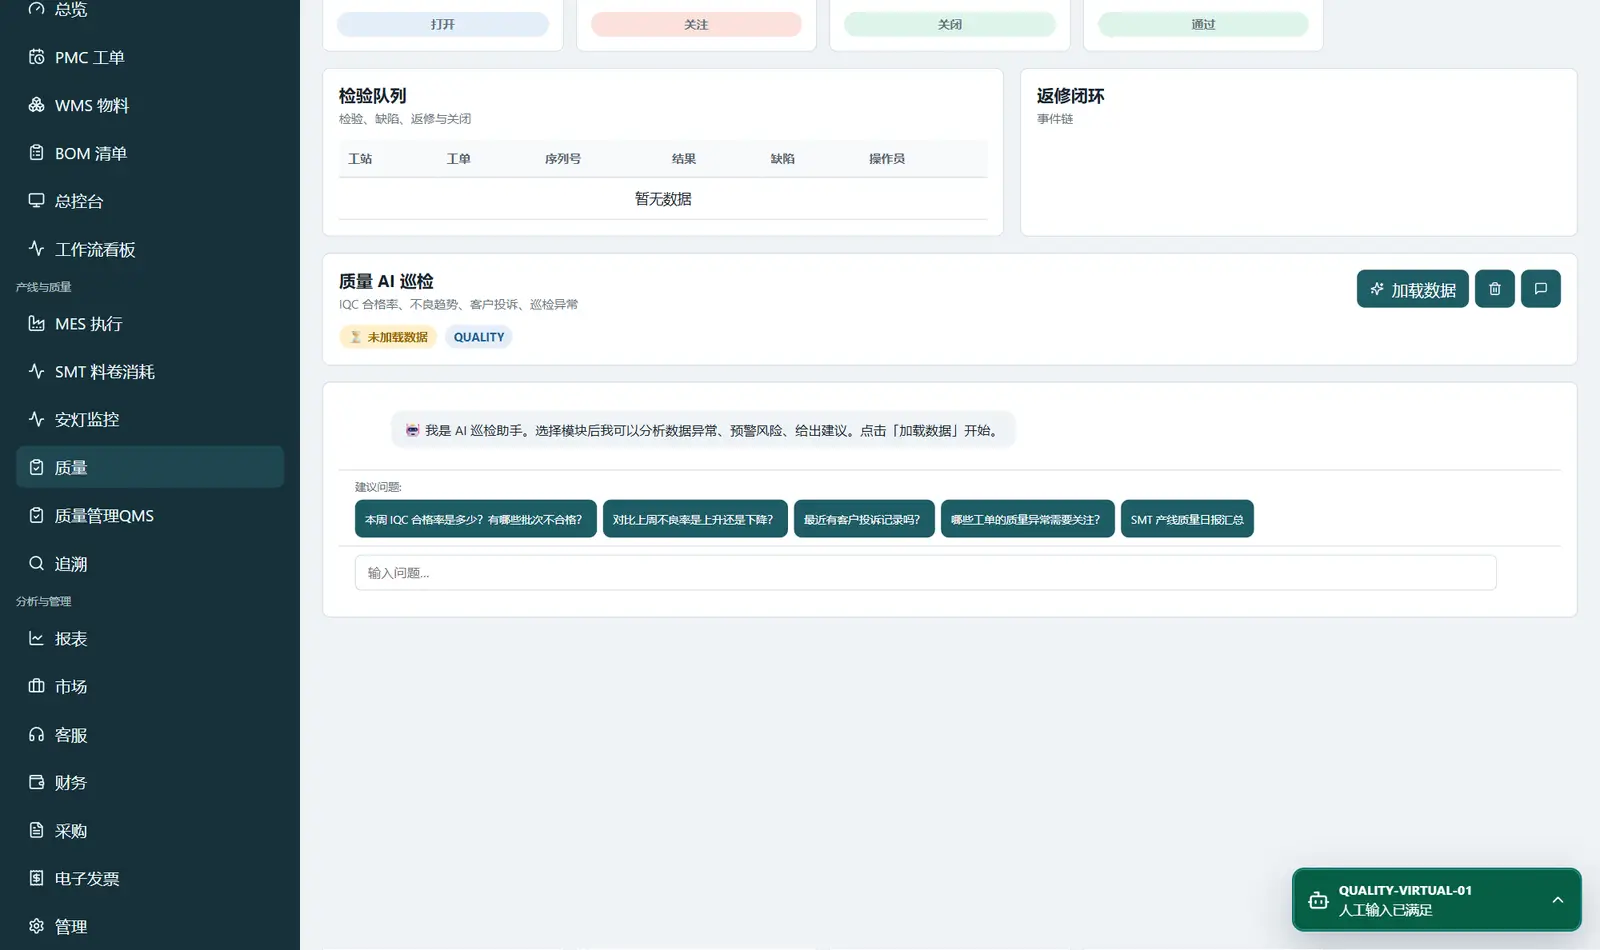 总览
PMC 工单
WMS 物料
BOM 清单
总控台
工作流看板
产线与质量
MES 执行
SMT 料卷消耗
安灯监控
质量
质量管理QMS
追溯
分析与管理
报表
市场
客服
财务
采购
电子发票
管理
打开
关注
关闭
通过
检验队列
检验、缺陷、返修与关闭
工站 工单 序列号 结果 缺陷 操作员
暂无数据
返修闭环
事件链
质量 AI 巡检
IQC 合格率、不良趋势、客户投诉、巡检异常
未加载数据 QUALITY
加载数据
我是 AI 巡检助手。选择模块后我可以分析数据异常、预警风险、给出建议。点击「加载数据」开始。
建议问题:
本周 IQC 合格率是多少？有哪些批次不合格？
对比上周不良率是上升还是下降？
最近有客户投诉记录吗？
哪些工单的质量异常需要关注？
SMT 产线质量日报汇总
输入问题...
QUALITY-VIRTUAL-01
人工输入已满足